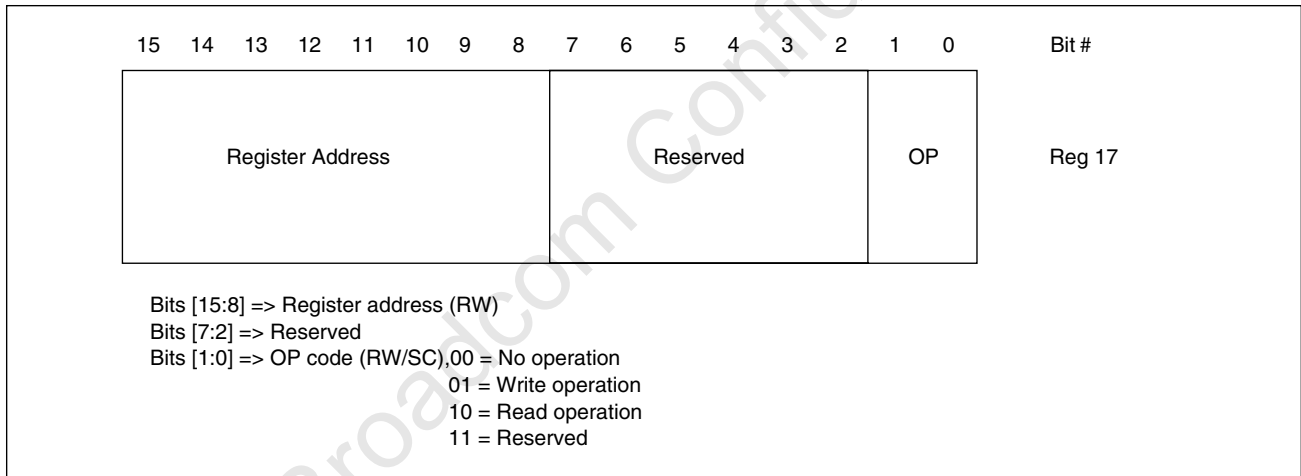 15 14 13 12 11 10 9 8 7 6 5 4 3 2 1 0 Bit #
Register Address Reserved OP Reg 17
Bits [15:8] => Register address (RW)
Bits [7:2] => Reserved
Bits [1:0] => OP code (RW/SC),00 = No operation
01 = Write operation
10 = Read operation
11 = Reserved
Broadcom